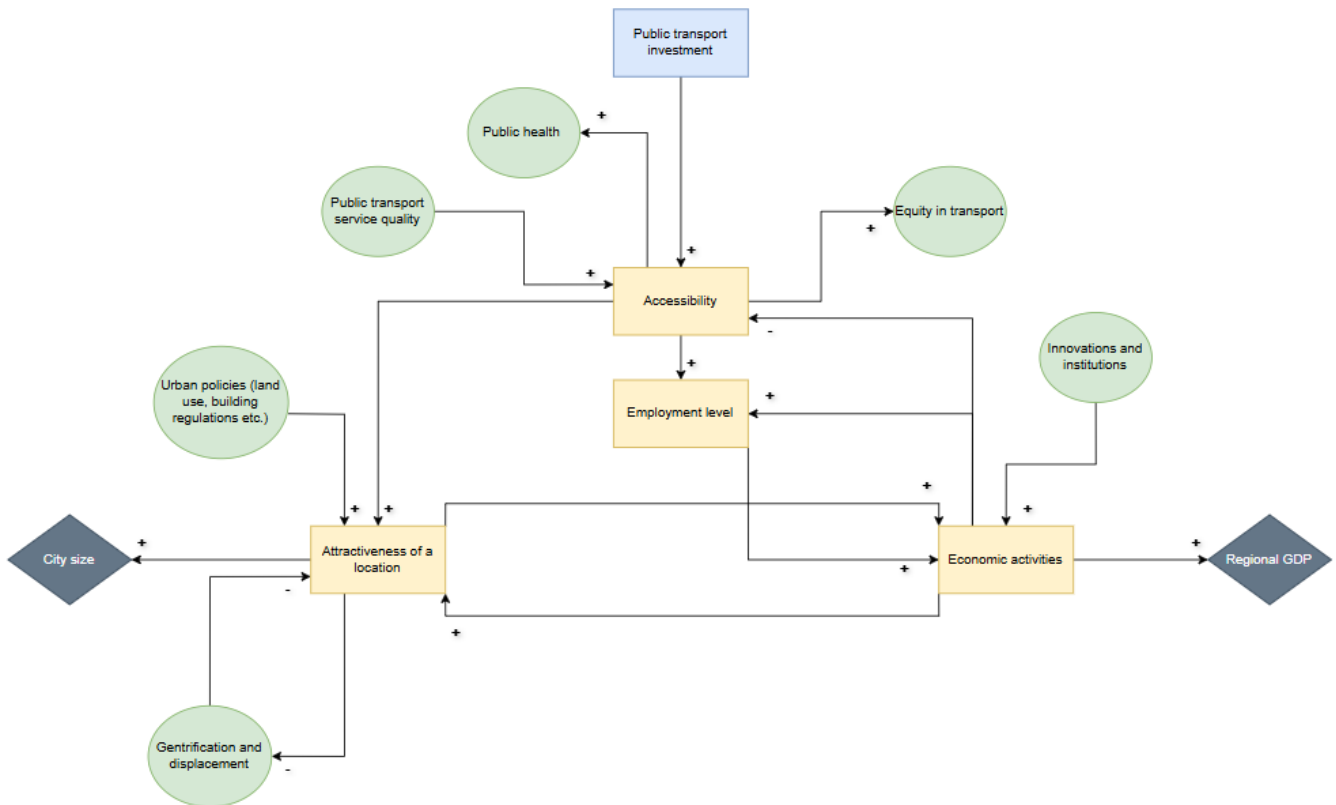 Public transport
investment
+
Public health
Public transport
service quality
Equity in transport
+
+
+
Accessibility
-
Innovations and
institutions
+
Urban policies (land
use, building
regulations etc.)
Employment level
+
+
+
+
+
Attractiveness of a
location
+
City size
+
Economic activities
+
Regional GDP
-
+
Gentrification and
displacement
-